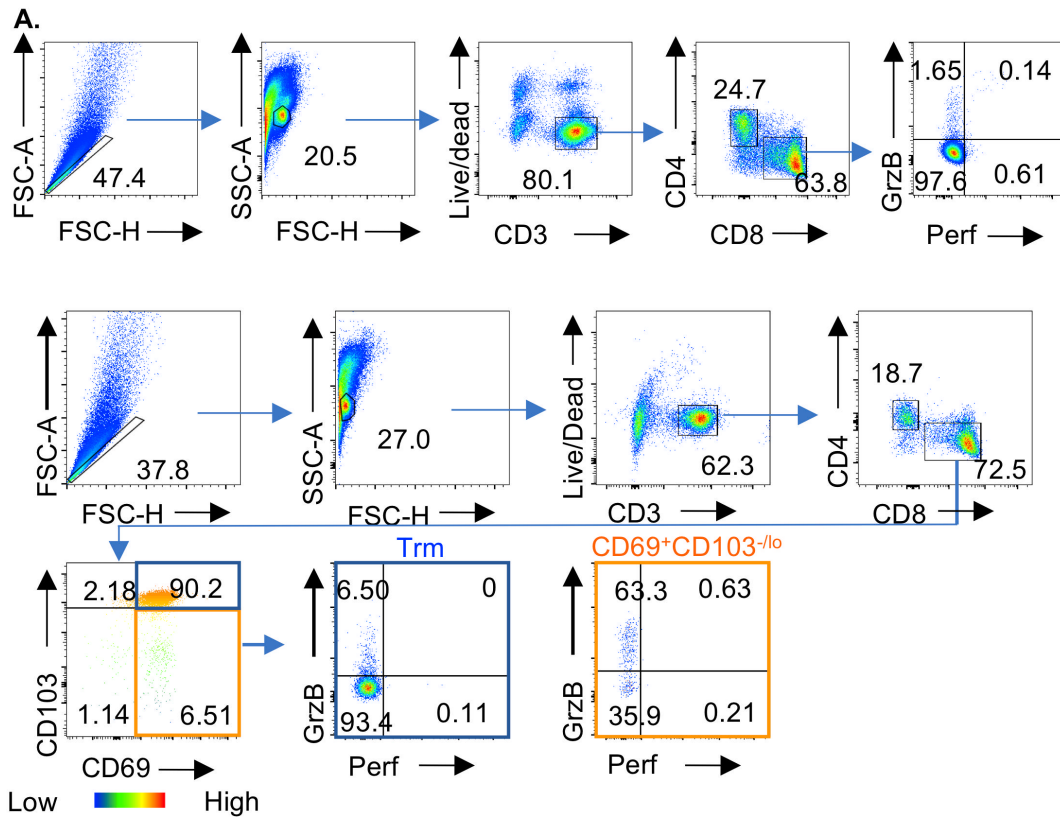 A.
FSC-A
47.4
FSC-H
SSC-A
20.5
FSC-H
Live/dead
80.1
CD3
CD4
24.7
63.8
CD8
GrzB
1.65
0.14
97.6
0.61
Perf
FSC-A
37.8
FSC-H
SSC-A
27.0
FSC-H
Live/Dead
62.3
CD3
CD4
18.7
72.5
CD8
CD103
2.18
90.2
1.14
6.51
CD69
Trm
GrzB
6.50
0
93.4
0.11
Perf
CD69+CD103-/lo
GrzB
63.3
0.63
35.9
0.21
Perf
Low
High